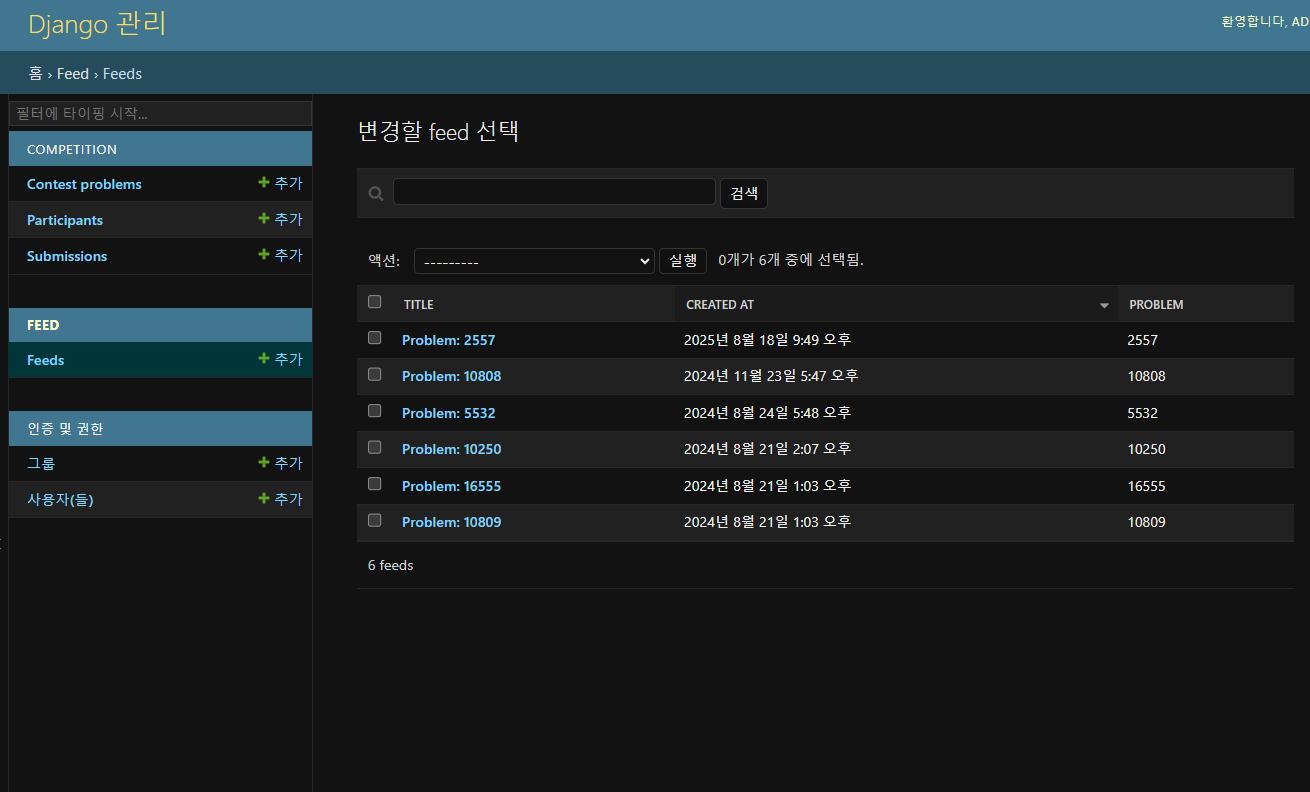 Django 관리
환영합니다, AD
홈 › Feed › Feeds
필터에 타이핑 시작...
COMPETITION
Contest problems 추가
Participants 추가
Submissions 추가
FEED
Feeds 추가
인증 및 권한
그룹 추가
사용자(들) 추가
변경할 feed 선택
검색
액션: --------- 실행 0개가 6개 중에 선택됨.
TITLE CREATED AT PROBLEM
Problem: 2557 2025년 8월 18일 9:49 오후 2557
Problem: 10808 2024년 11월 23일 5:47 오후 10808
Problem: 5532 2024년 8월 24일 5:48 오후 5532
Problem: 10250 2024년 8월 21일 2:07 오후 10250
Problem: 16555 2024년 8월 21일 1:03 오후 16555
Problem: 10809 2024년 8월 21일 1:03 오후 10809
6 feeds